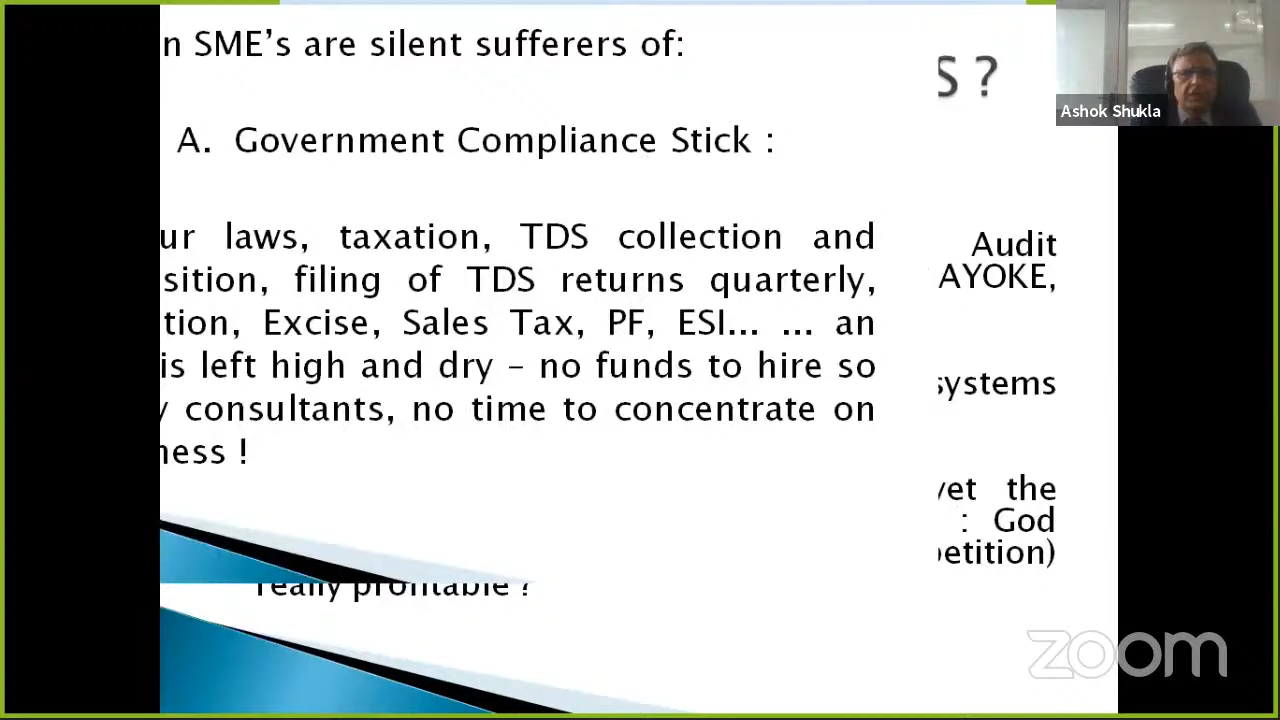 n SME’s are silent sufferers of:
S ?
Ashok Shukla
A. Government Compliance Stick :
ur laws, taxation, TDS collection and
sition, filing of TDS returns quarterly,
tion, Excise, Sales Tax, PF, ESI... ... an
is left high and dry – no funds to hire so
y consultants, no time to concentrate on
ness !
Audit
AYOKE,
systems
yet the
: God
petition)
really profitable ?
zoom